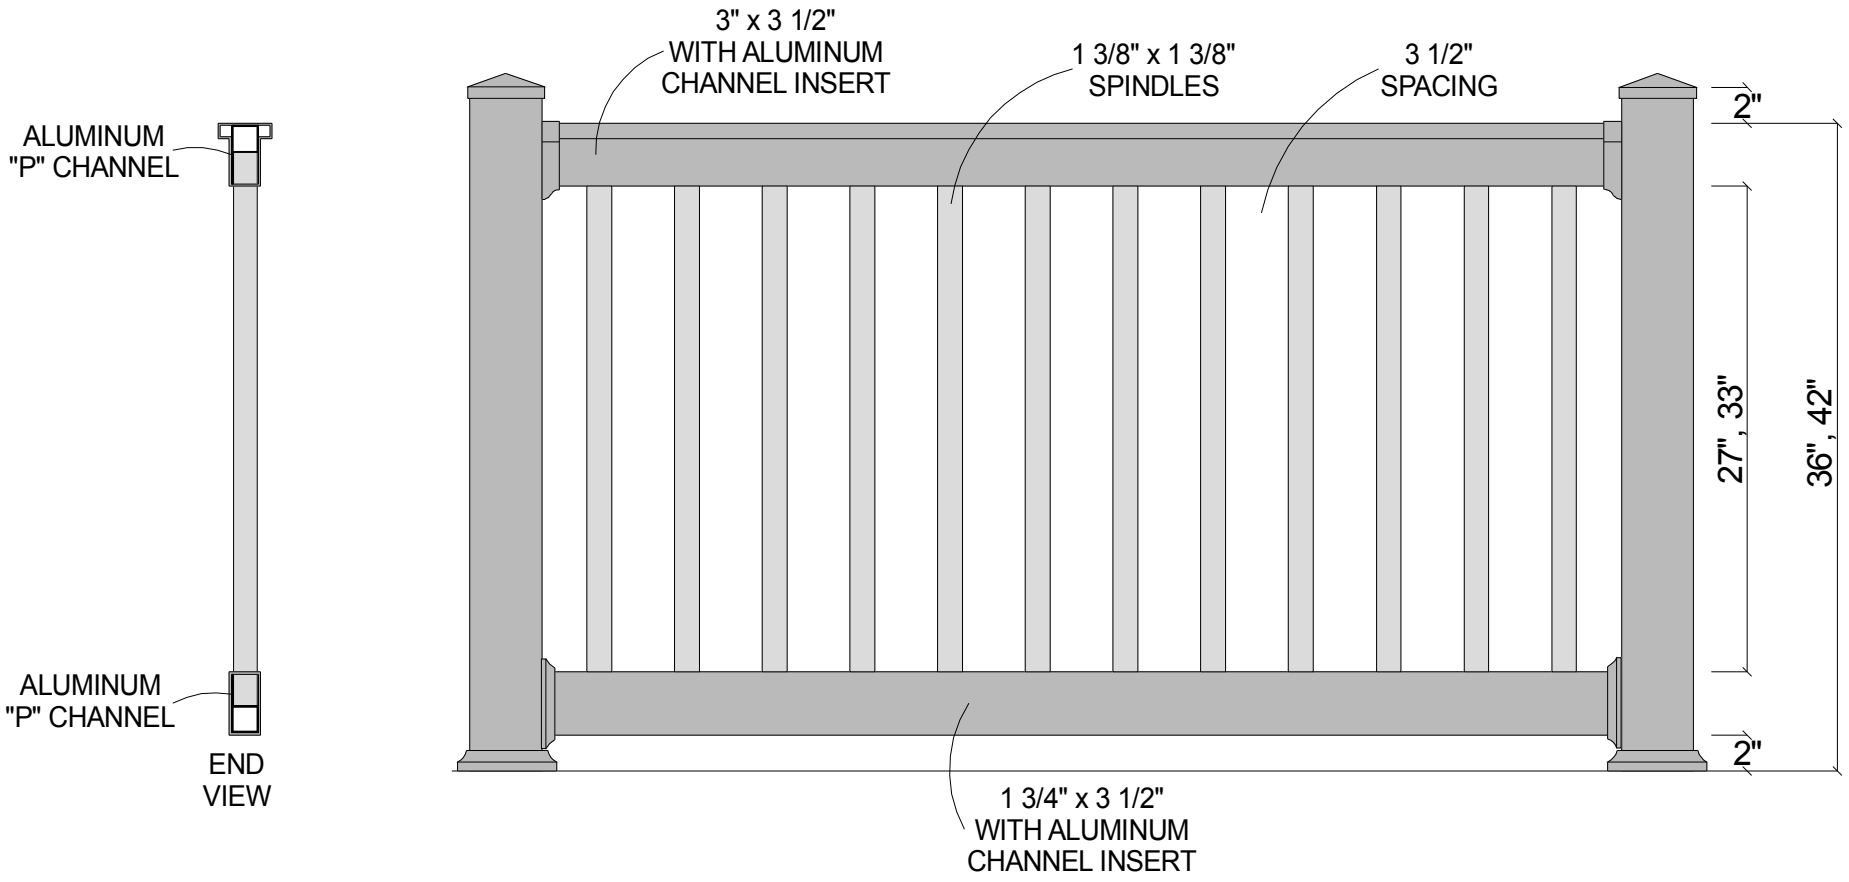 3" x 3 1/2"
WITH ALUMINUM
CHANNEL INSERT
1 3/8" x 1 3/8"
SPINDLES
3 1/2"
SPACING
2"
ALUMINUM
"P" CHANNEL
27", 33"
36", 42"
ALUMINUM
"P" CHANNEL
END
VIEW
2"
1 3/4" x 3 1/2"
WITH ALUMINUM
CHANNEL INSERT